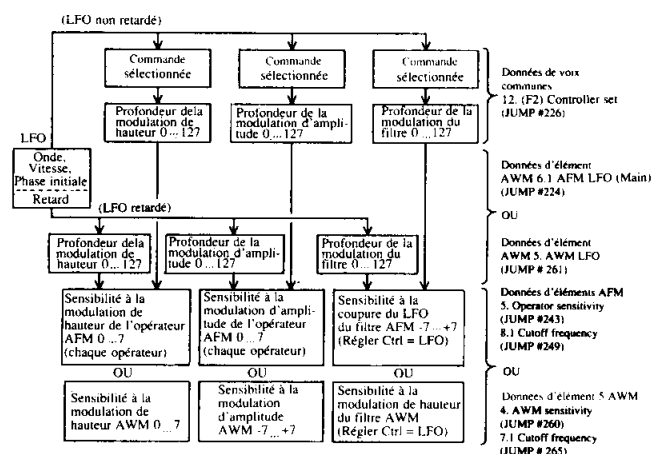 (LFO non retardé)
Commande
sélectionnée
Commande
sélectionnée
Commande
sélectionnée
Profondeur dela
modulation de
hauteur 0...127
Profondeur de la
modulation d'ampli-
tude 0...127
Profondeur de la
modulation du
filtre 0...127
Données de voix
communes
12. (F2) Controller set
(JUMP #226)
LFO
Onde,
Vitesse,
Phase initiale
Retard
(LFO retardé)
Données d'élément
AWM 6.1 AFM LFO (Main)
(JUMP #224)
OU
Données d'élément
AWM 5. AWM LFO
(JUMP # 261)
Profondeur dela
modulation de
hauteur 0...127
Profondeur de la
modulation d'ampli-
tude 0...127
Profondeur de la
modulation du
filtre 0...127
Sensibilité à la
modulation de
hauteur de l'opérateur
AFM 0...7
(chaque opérateur)
Sensibilité à la
modulation d'ampli-
tude de l'opérateur
AFM 0...7
(chaque opérateur)
Sensibilité à la
coupure du LFO
du filtre AFM -7...+7
(Régler Ctrl = LFO)
Données d'éléments AFM
5. Operator sensitivity
(JUMP #243)
8.1 Cutoff frequency
(JUMP #249)
OU
OU
OU
OU
Sensibilité à la
modulation de
hauteur AWM 0...7
Sensibilité à la
modulation
d'amplitude
AWM -7...+7
Sensibilité à la
modulation de hauteur
du filtre AWM
(Régler Ctrl = LFO)
Données d'élément 5 AWM
4. AWM sensitivity
(JUMP #260)
7.1 Cutoff frequency
(JUMP # 265)